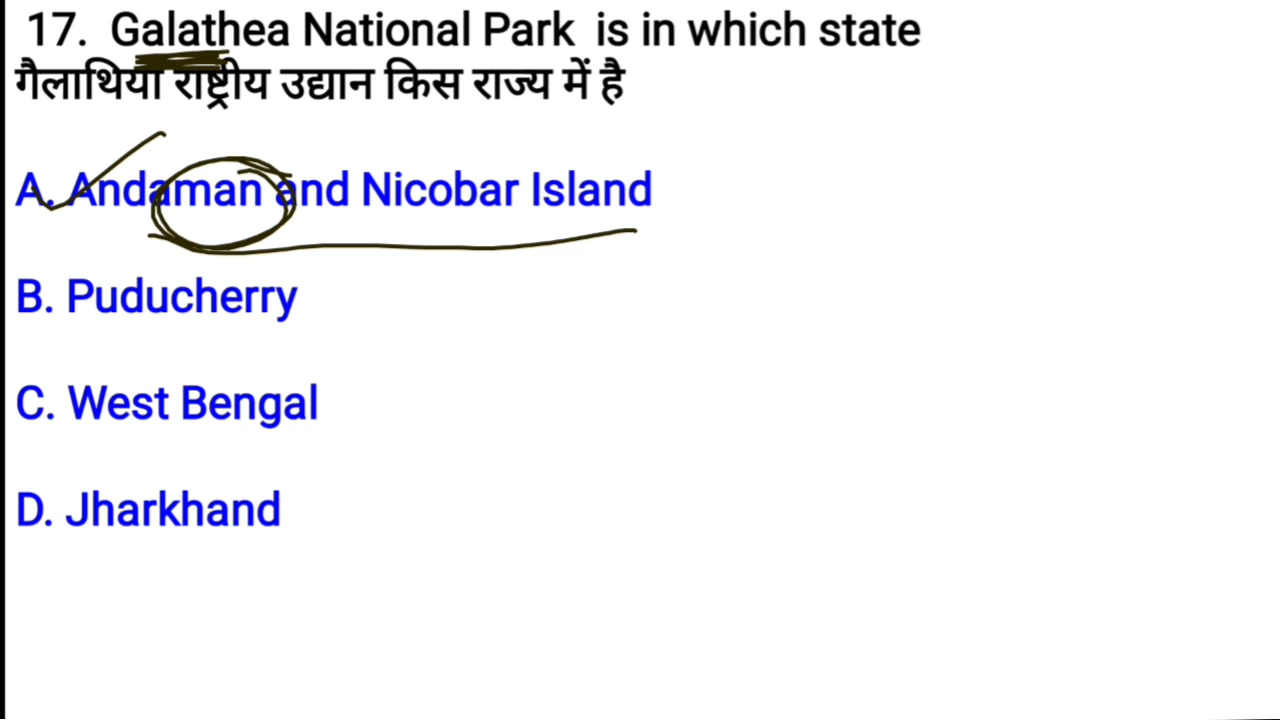 17. Galathea National Park is in which state
गैलाथिया राष्ट्रीय उद्यान किस राज्य में है
A. Andaman and Nicobar Island
B. Puducherry
C. West Bengal
D. Jharkhand